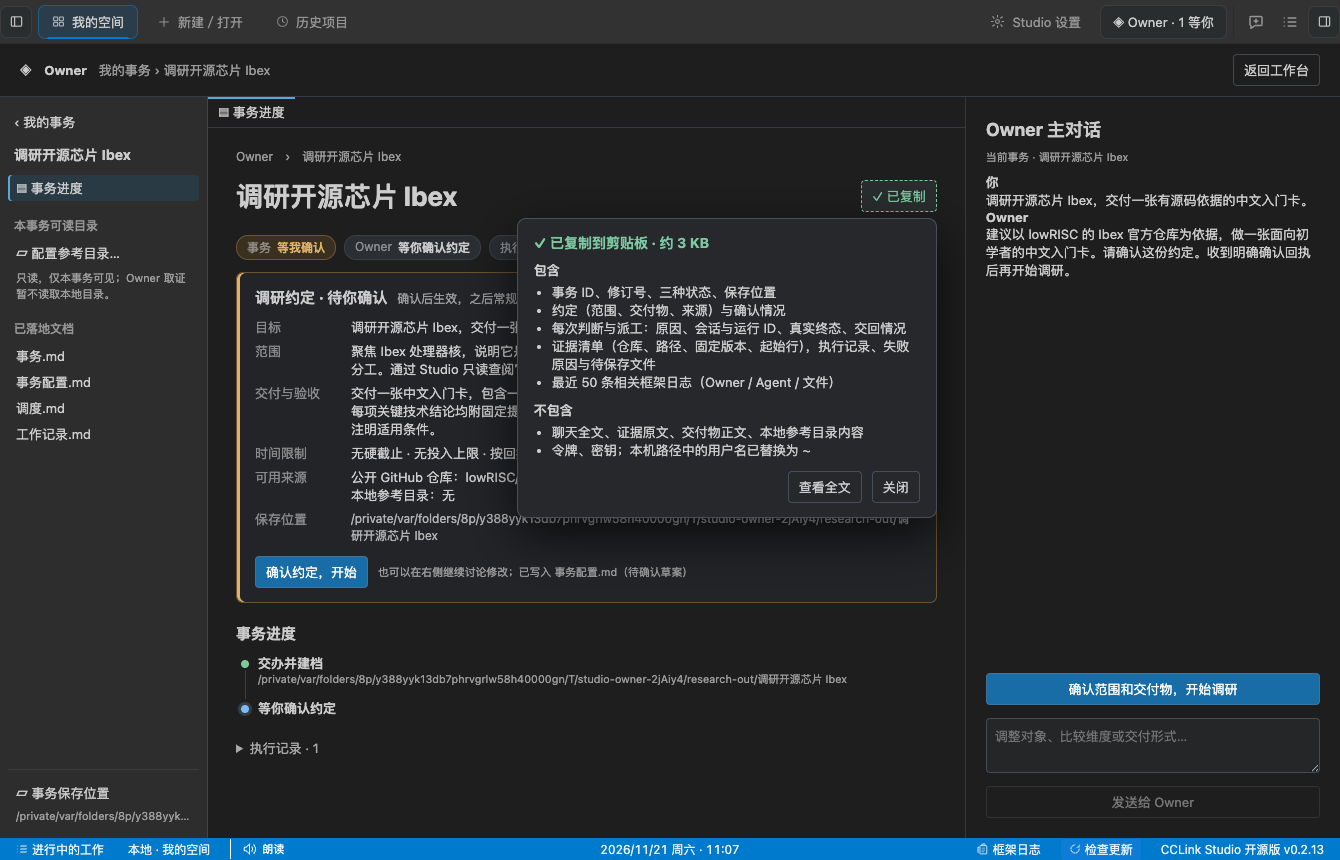 我的空间
新建 / 打开
历史项目
Studio 设置
Owner · 1 等你
Owner
我的事务 › 调研开源芯片 Ibex
返回工作台
‹ 我的事务
调研开源芯片 Ibex
事务进度
本事务可读目录
配置参考目录...
只读，仅本事务可见；Owner 取证
暂不读取本地目录。
已落地文档
事务.md
事务配置.md
调度.md
工作记录.md
事务保存位置
/private/var/folders/8p/y388yyk...
事务进度
Owner › 调研开源芯片 Ibex
调研开源芯片 Ibex
✓ 已复制
事务 等我确认
Owner 等你确认约定
执行
调研约定 · 待你确认 确认后生效，之后常规
目标 调研开源芯片 Ibex，交付一张
范围 聚焦 Ibex 处理器核，说明它是
分工。通过 Studio 只读查阅
交付与验收 交付一张中文入门卡，包含一
每项关键技术结论均附固定提
注明适用条件。
时间限制 无硬截止 · 无投入上限 · 按回
可用来源 公开 GitHub 仓库：lowRISC/
本地参考目录：无
保存位置 /private/var/folders/8p/y388yyk13db7phrvgrlw58h40000gn/T/studio-owner-2jAiy4/research-out/调
研开源芯片 Ibex
确认约定，开始 也可以在右侧继续讨论修改；已写入 事务配置.md（待确认草案）
✓ 已复制到剪贴板 · 约 3 KB
包含
• 事务 ID、修订号、三种状态、保存位置
• 约定（范围、交付物、来源）与确认情况
• 每次判断与派工：原因、会话与运行 ID、真实终态、交回情况
• 证据清单（仓库、路径、固定版本、起始行），执行记录、失败
原因与待保存文件
• 最近 50 条相关框架日志（Owner / Agent / 文件）
不包含
• 聊天全文、证据原文、交付物正文、本地参考目录内容
• 令牌、密钥；本机路径中的用户名已替换为 ~
查看全文
关闭
事务进度
交办并建档
/private/var/folders/8p/y388yyk13db7phrvgrlw58h40000gn/T/studio-owner-2jAiy4/research-out/调研开源芯片 Ibex
等你确认约定
▶ 执行记录 · 1
Owner 主对话
当前事务 · 调研开源芯片 Ibex
你
调研开源芯片 Ibex，交付一张有源码依据的中文入门卡。
Owner
建议以 lowRISC 的 Ibex 官方仓库为依据，做一张面向初
学者的中文入门卡。请确认这份约定。收到明确确认回执
后再开始调研。
确认范围和交付物，开始调研
调整对象、比较维度或交付形式...
发送给 Owner
进行中的工作
本地 · 我的空间
朗读
2026/11/21 周六 · 11:07
框架日志
检查更新
CCLink Studio 开源版 v0.2.13